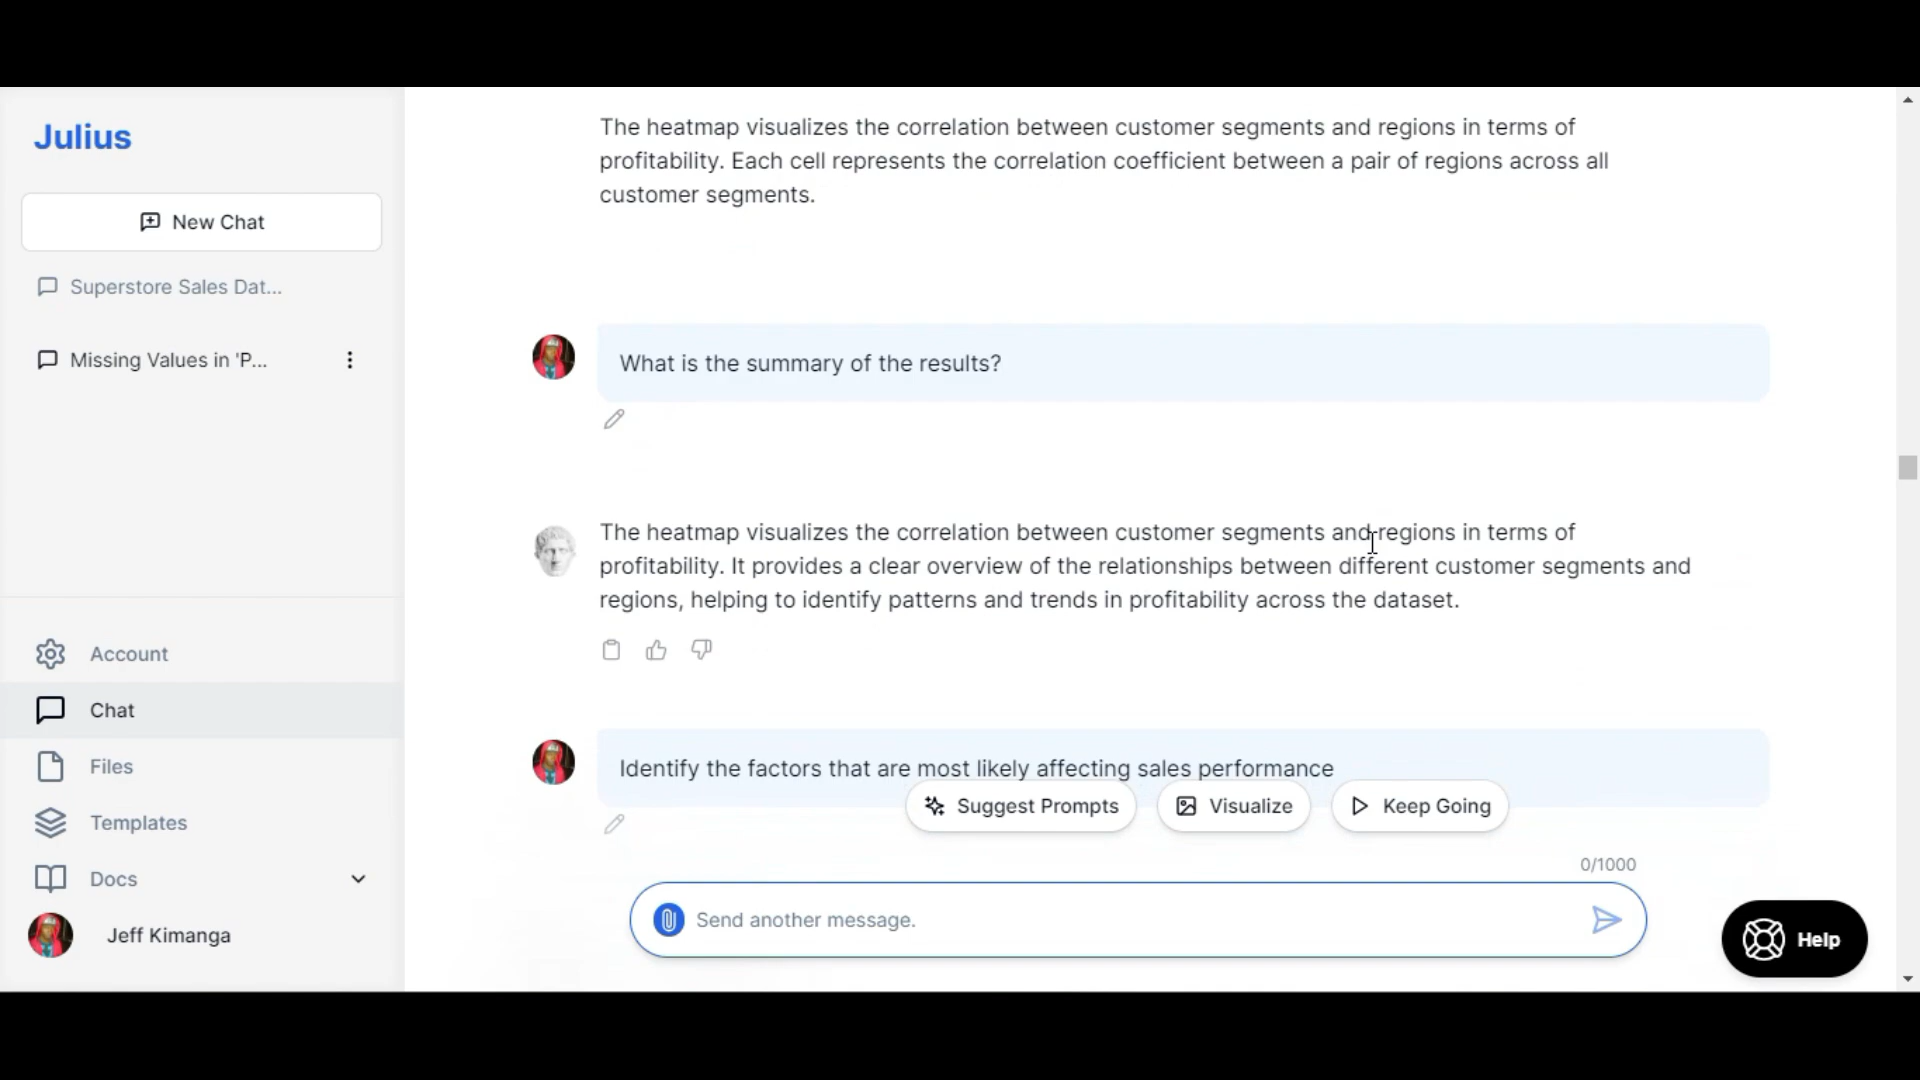 Julius
New Chat
Superstore Sales Dat...
Missing Values in 'P...
Account
Chat
Files
Templates
Docs
Jeff Kimanga
The heatmap visualizes the correlation between customer segments and regions in terms of
profitability. Each cell represents the correlation coefficient between a pair of regions across all
customer segments.
What is the summary of the results?
The heatmap visualizes the correlation between customer segments and regions in terms of
profitability. It provides a clear overview of the relationships between different customer segments and
regions, helping to identify patterns and trends in profitability across the dataset.
Identify the factors that are most likely affecting sales performance
Suggest Prompts
Visualize
Keep Going
0/1000
Send another message.
Help